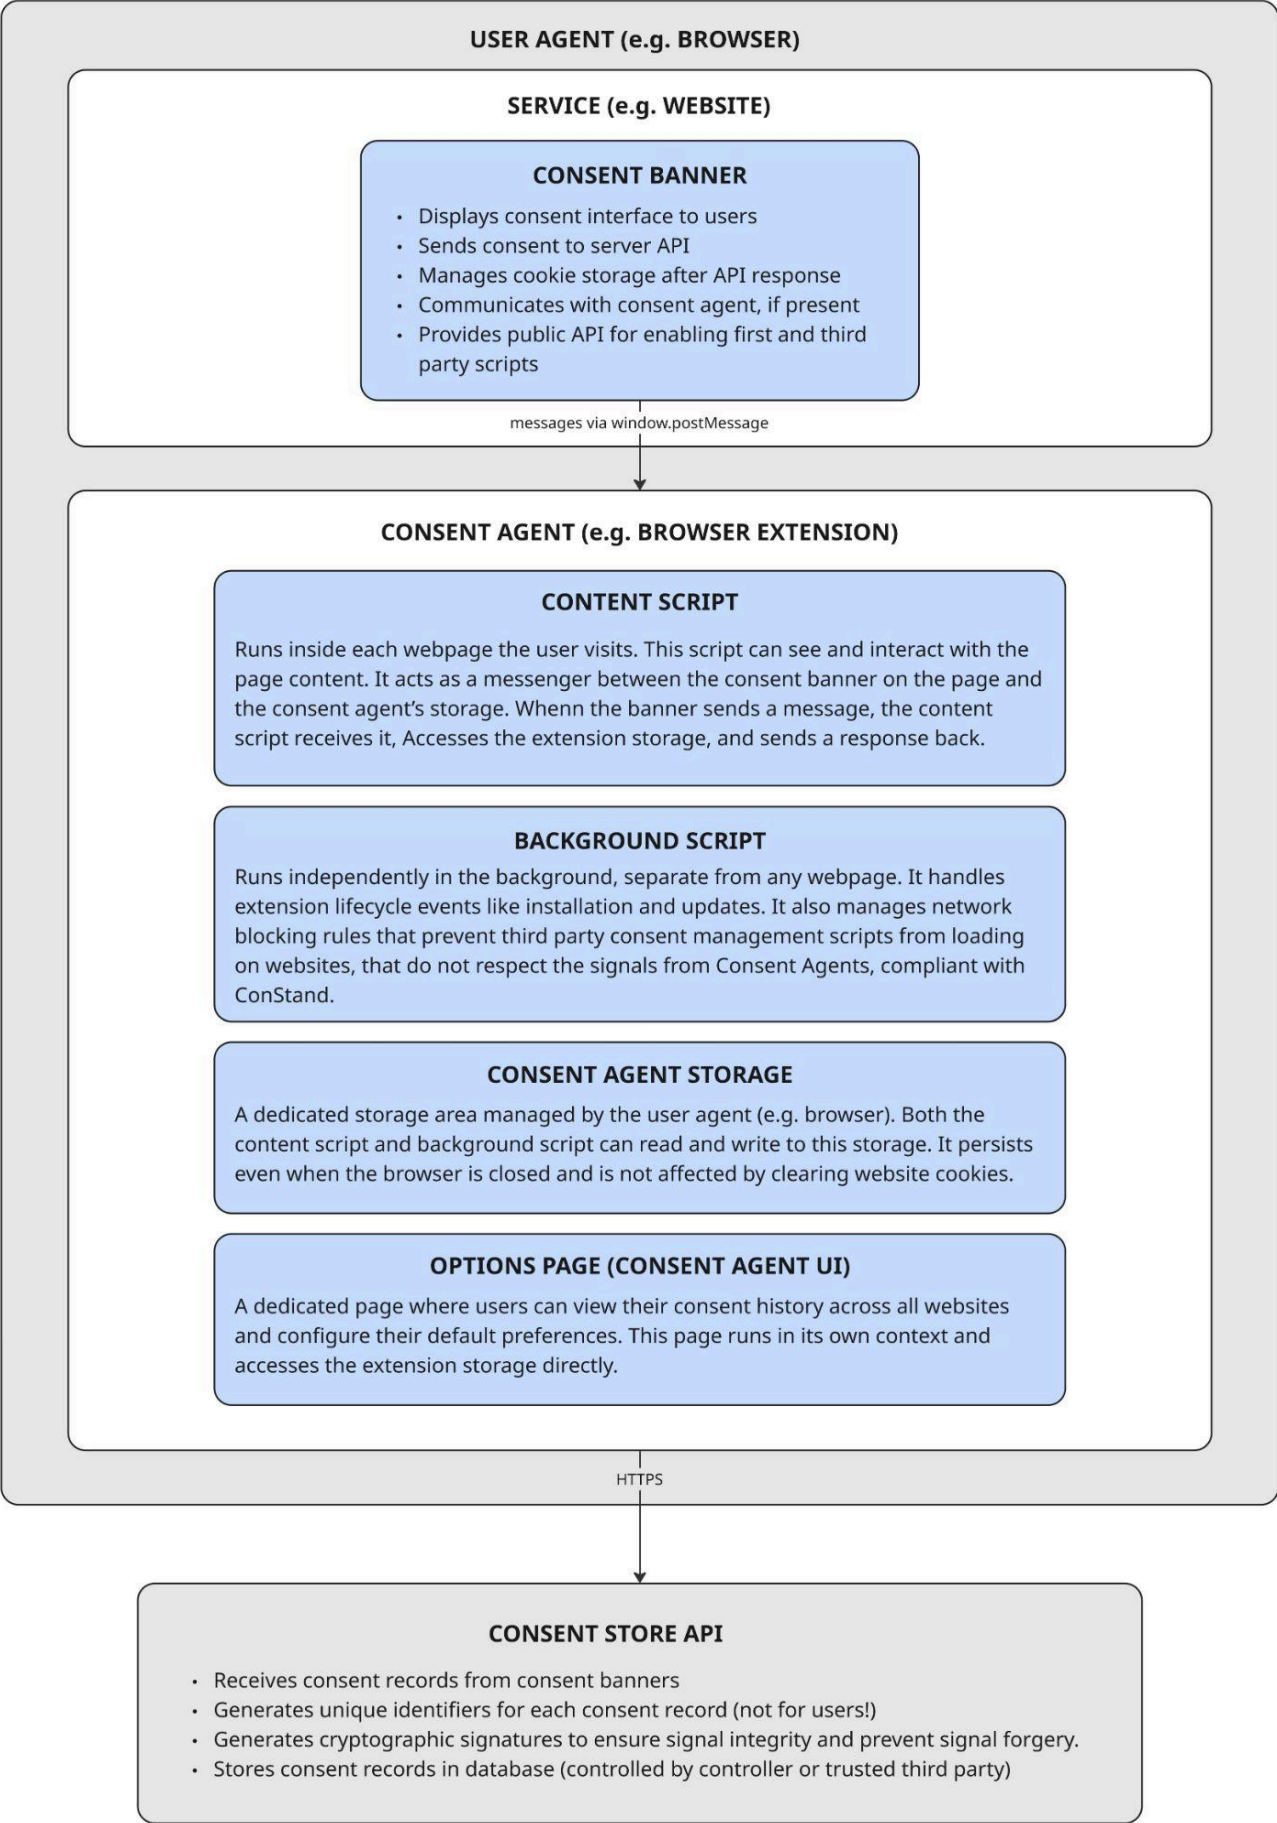 USER AGENT (e.g. BROWSER)
SERVICE (e.g. WEBSITE)
CONSENT BANNER
• Displays consent interface to users
• Sends consent to server API
• Manages cookie storage after API response
• Communicates with consent agent, if present
• Provides public API for enabling first and third
party scripts
messages via window.postMessage
CONSENT AGENT (e.g. BROWSER EXTENSION)
CONTENT SCRIPT
Runs inside each webpage the user visits. This script can see and interact with the
page content. It acts as a messenger between the consent banner on the page and
the consent agent’s storage. Whenn the banner sends a message, the content
script receives it, Accesses the extension storage, and sends a response back.
BACKGROUND SCRIPT
Runs independently in the background, separate from any webpage. It handles
extension lifecycle events like installation and updates. It also manages network
blocking rules that prevent third party consent management scripts from loading
on websites, that do not respect the signals from Consent Agents, compliant with
ConStand.
CONSENT AGENT STORAGE
A dedicated storage area managed by the user agent (e.g. browser). Both the
content script and background script can read and write to this storage. It persists
even when the browser is closed and is not affected by clearing website cookies.
OPTIONS PAGE (CONSENT AGENT UI)
A dedicated page where users can view their consent history across all websites
and configure their default preferences. This page runs in its own context and
accesses the extension storage directly.
HTTPS
CONSENT STORE API
• Receives consent records from consent banners
• Generates unique identifiers for each consent record (not for users!)
• Generates cryptographic signatures to ensure signal integrity and prevent signal forgery.
• Stores consent records in database (controlled by controller or trusted third party)